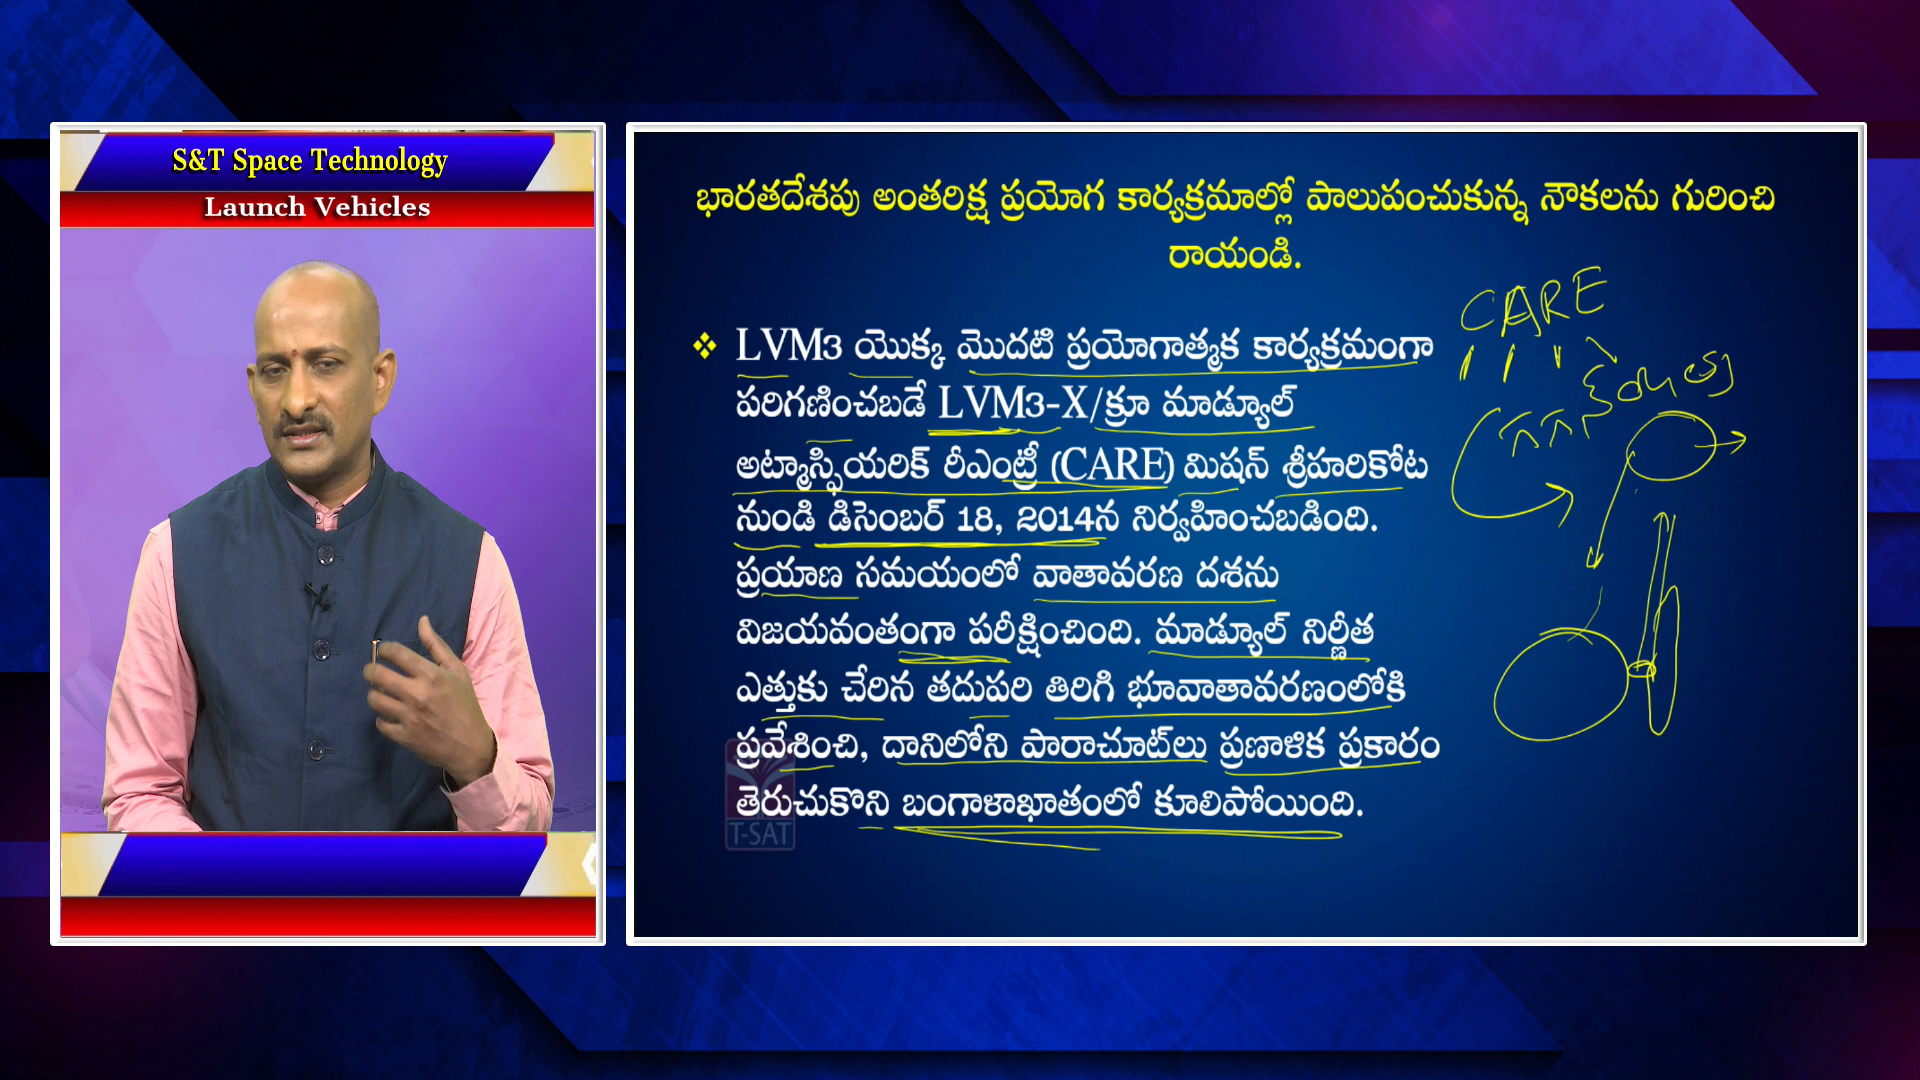 S&T Space Technology
Launch Vehicles
భారతదేశపు అంతరిక్ష ప్రయోగ కార్యక్రమాల్లో పాలుపంచుకున్న నౌకలను గురించి
రాయండి.
CARE
❖ LVM3 యొక్క మొదటి ప్రయోగాత్మక కార్యక్రమంగా
పరిగణించబడే LVM3-X/క్రూ మాడ్యూల్
అట్మాస్ఫియరిక్ రీఎంట్రీ (CARE) మిషన్ శ్రీహరికోట
నుండి డిసెంబర్ 18, 2014న నిర్వహించబడింది.
ప్రయాణ సమయంలో వాతావరణ దశను
విజయవంతంగా పరీక్షించింది. మాడ్యూల్ నిర్ణీత
ఎత్తుకు చేరిన తదుపరి తిరిగి భూవాతావరణంలోకి
ప్రవేశించి, దానిలోని పారాచూట్‌లు ప్రణాళిక ప్రకారం
తెరుచుకొని బంగాళాఖాతంలో కూలిపోయింది.
T-SAT